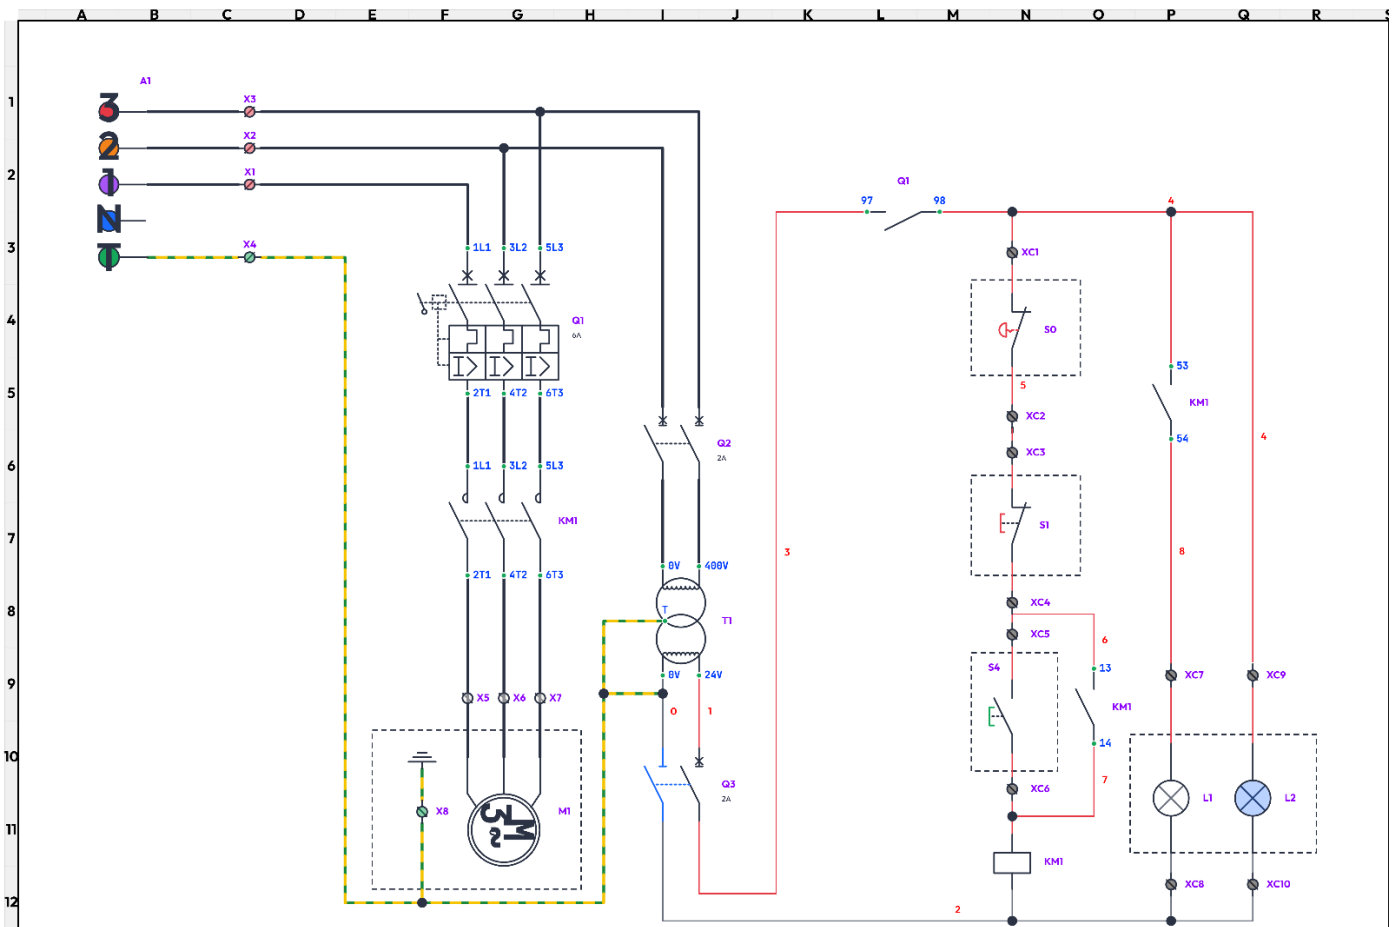 A B C D E F G H I J K L M N O P Q R S
A1
1
3 X3
2 X2
2
1 X1
Q1
97 98 4
N
3
T X4
1L1 3L2 5L3
XC1
4
Q1
6A
S0
53
5
2T1 4T2 6T3
5
KM1
XC2
54
Q2
2A
4
XC3
6
1L1 3L2 5L3
KM1
S1
7
3
8
0V 400V
2T1 4T2 6T3
8
T
T1
XC4
XC5
6
S4
13
9
0V 24V
XC7 XC9
X5 X6 X7
0 1
KM1
14
10
7
Q3
2A
XC6
L1 L2
X8
M
3~
M1
11
KM1
XC8 XC10
12
2